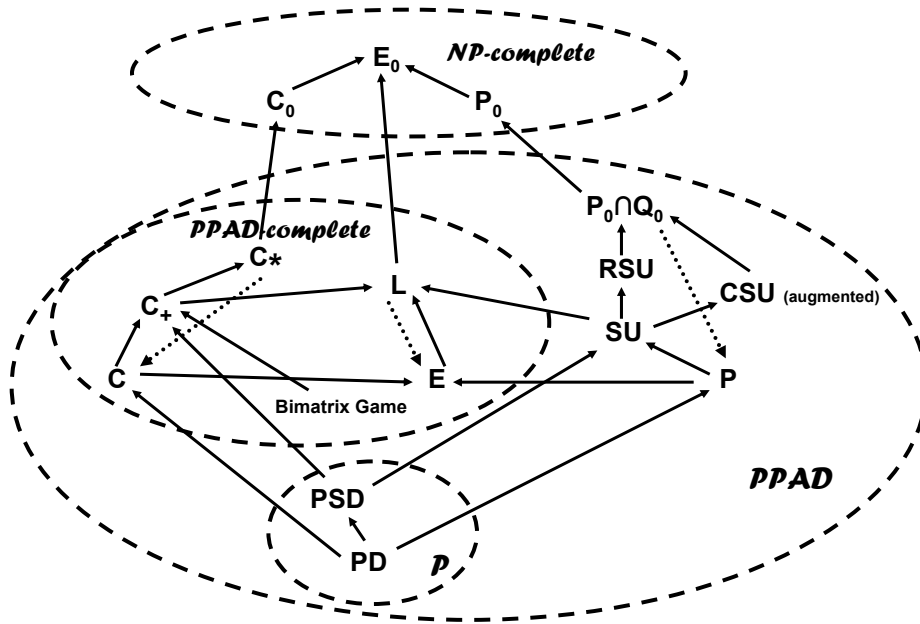 NP-complete
E₀
C₀
P₀
P₀∩Q₀
PPAD-complete
C*
RSU
L
CSU (augmented)
C₊
SU
C
E
P
Bimatrix Game
PPAD
PSD
PD
P